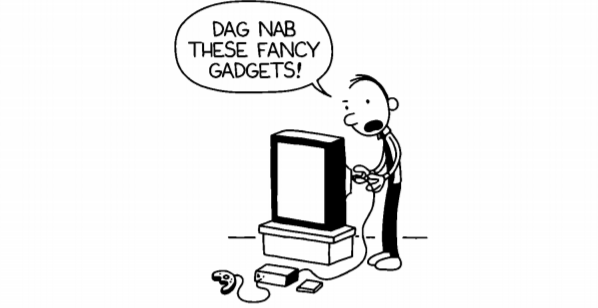 DAG NAB
THESE FANCY
GADGETS!